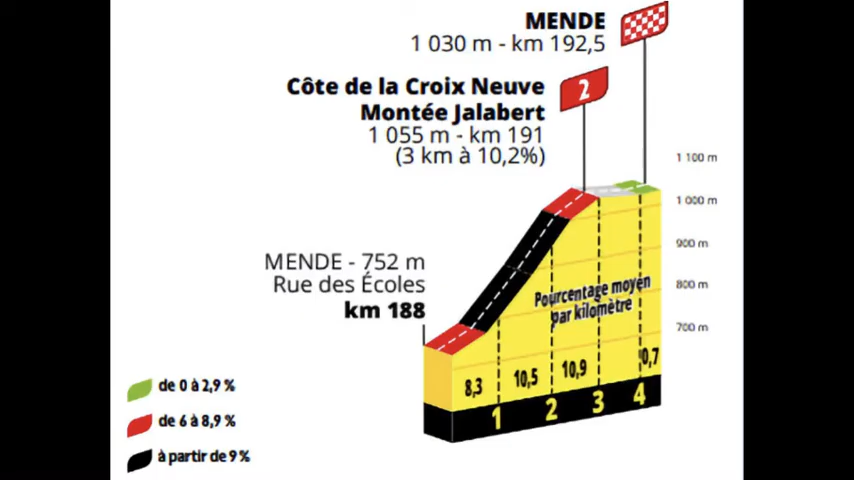 MENDE
1 030 m - km 192,5
Côte de la Croix Neuve
Montée Jalabert
2
1 055 m - km 191
(3 km à 10,2%)
1 100 m
1 000 m
900 m
800 m
700 m
MENDE - 752 m
Rue des Écoles
km 188
Pourcentage moyen
par kilomètre
8,3 10,5 10,9 0,7
1 2 3 4
de 0 à 2,9 %
de 6 à 8,9 %
à partir de 9 %